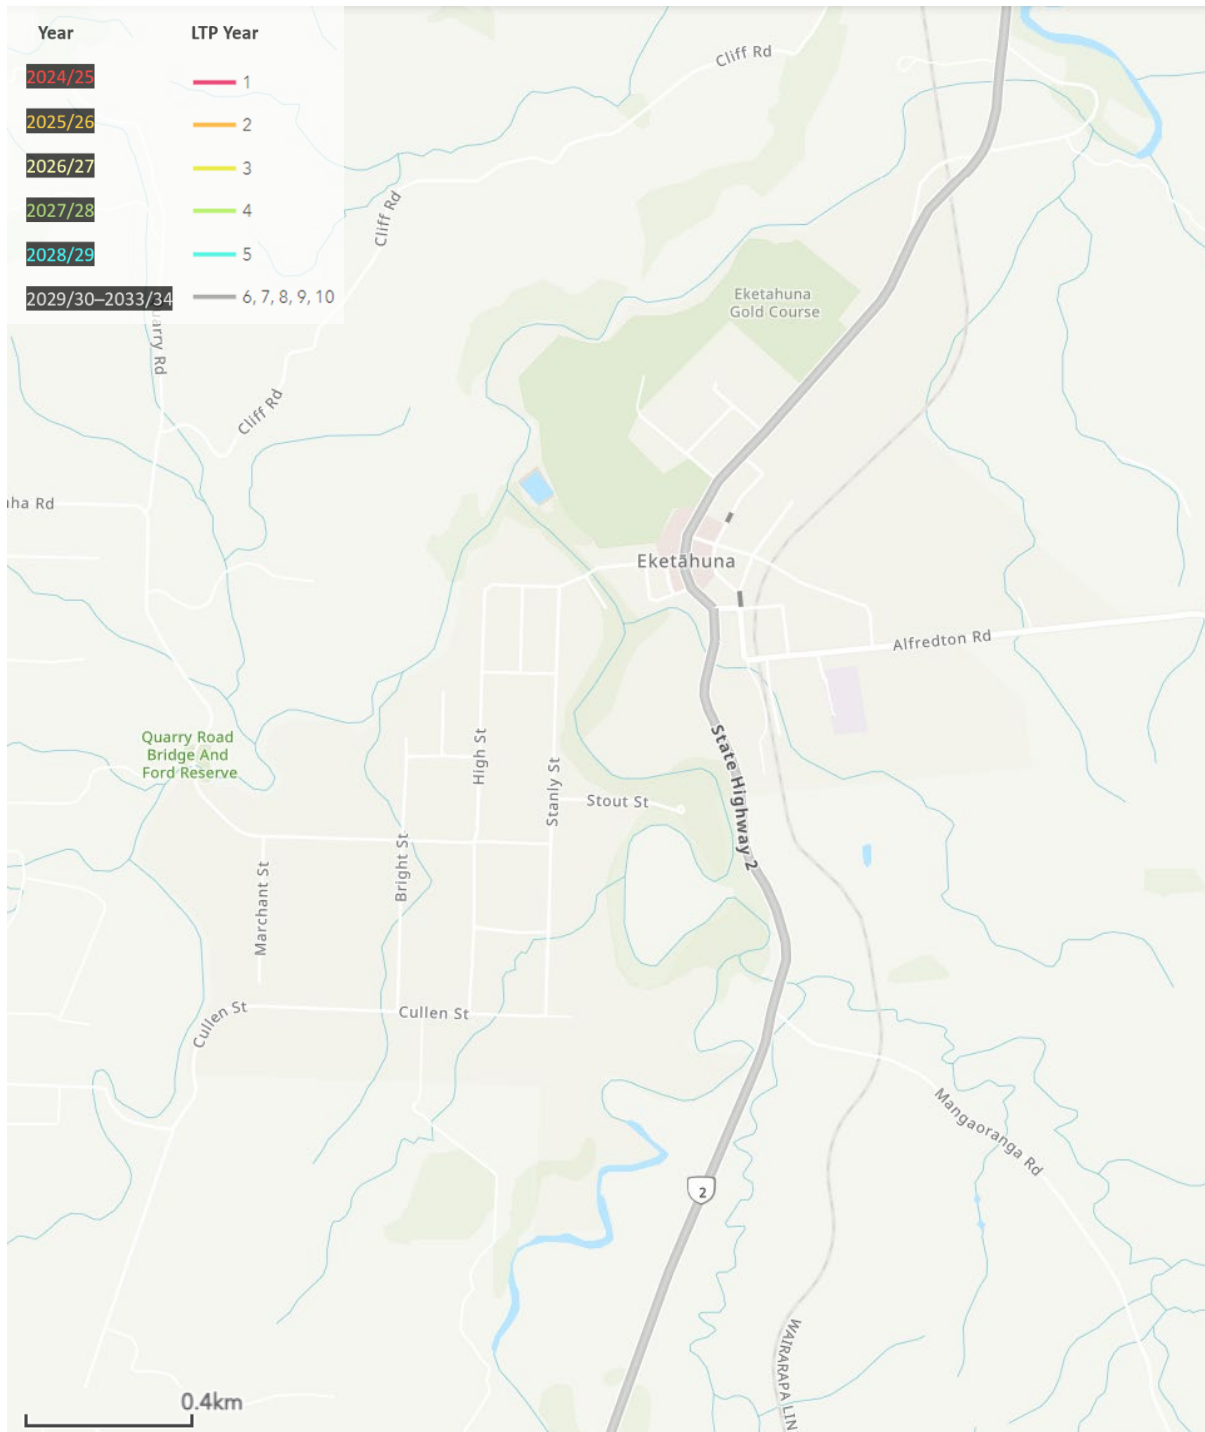 Year LTP Year
2024/25 1
2025/26 2
2026/27 3
2027/28 4
2028/29 5
2029/30–2033/34 6, 7, 8, 9, 10
Cliff Rd
Cliff Rd
Eketahuna
Gold Course
Cliff Rd
Rd
Rd
Eketāhuna
Alfredton Rd
Quarry Road
Bridge And
Ford Reserve
High St
Stanly St
Stout St
State Highway 2
Bright St
Marchant St
Cullen St
Cullen St
Mangaoranga Rd
2
WAIRARAPA LIN
0.4km